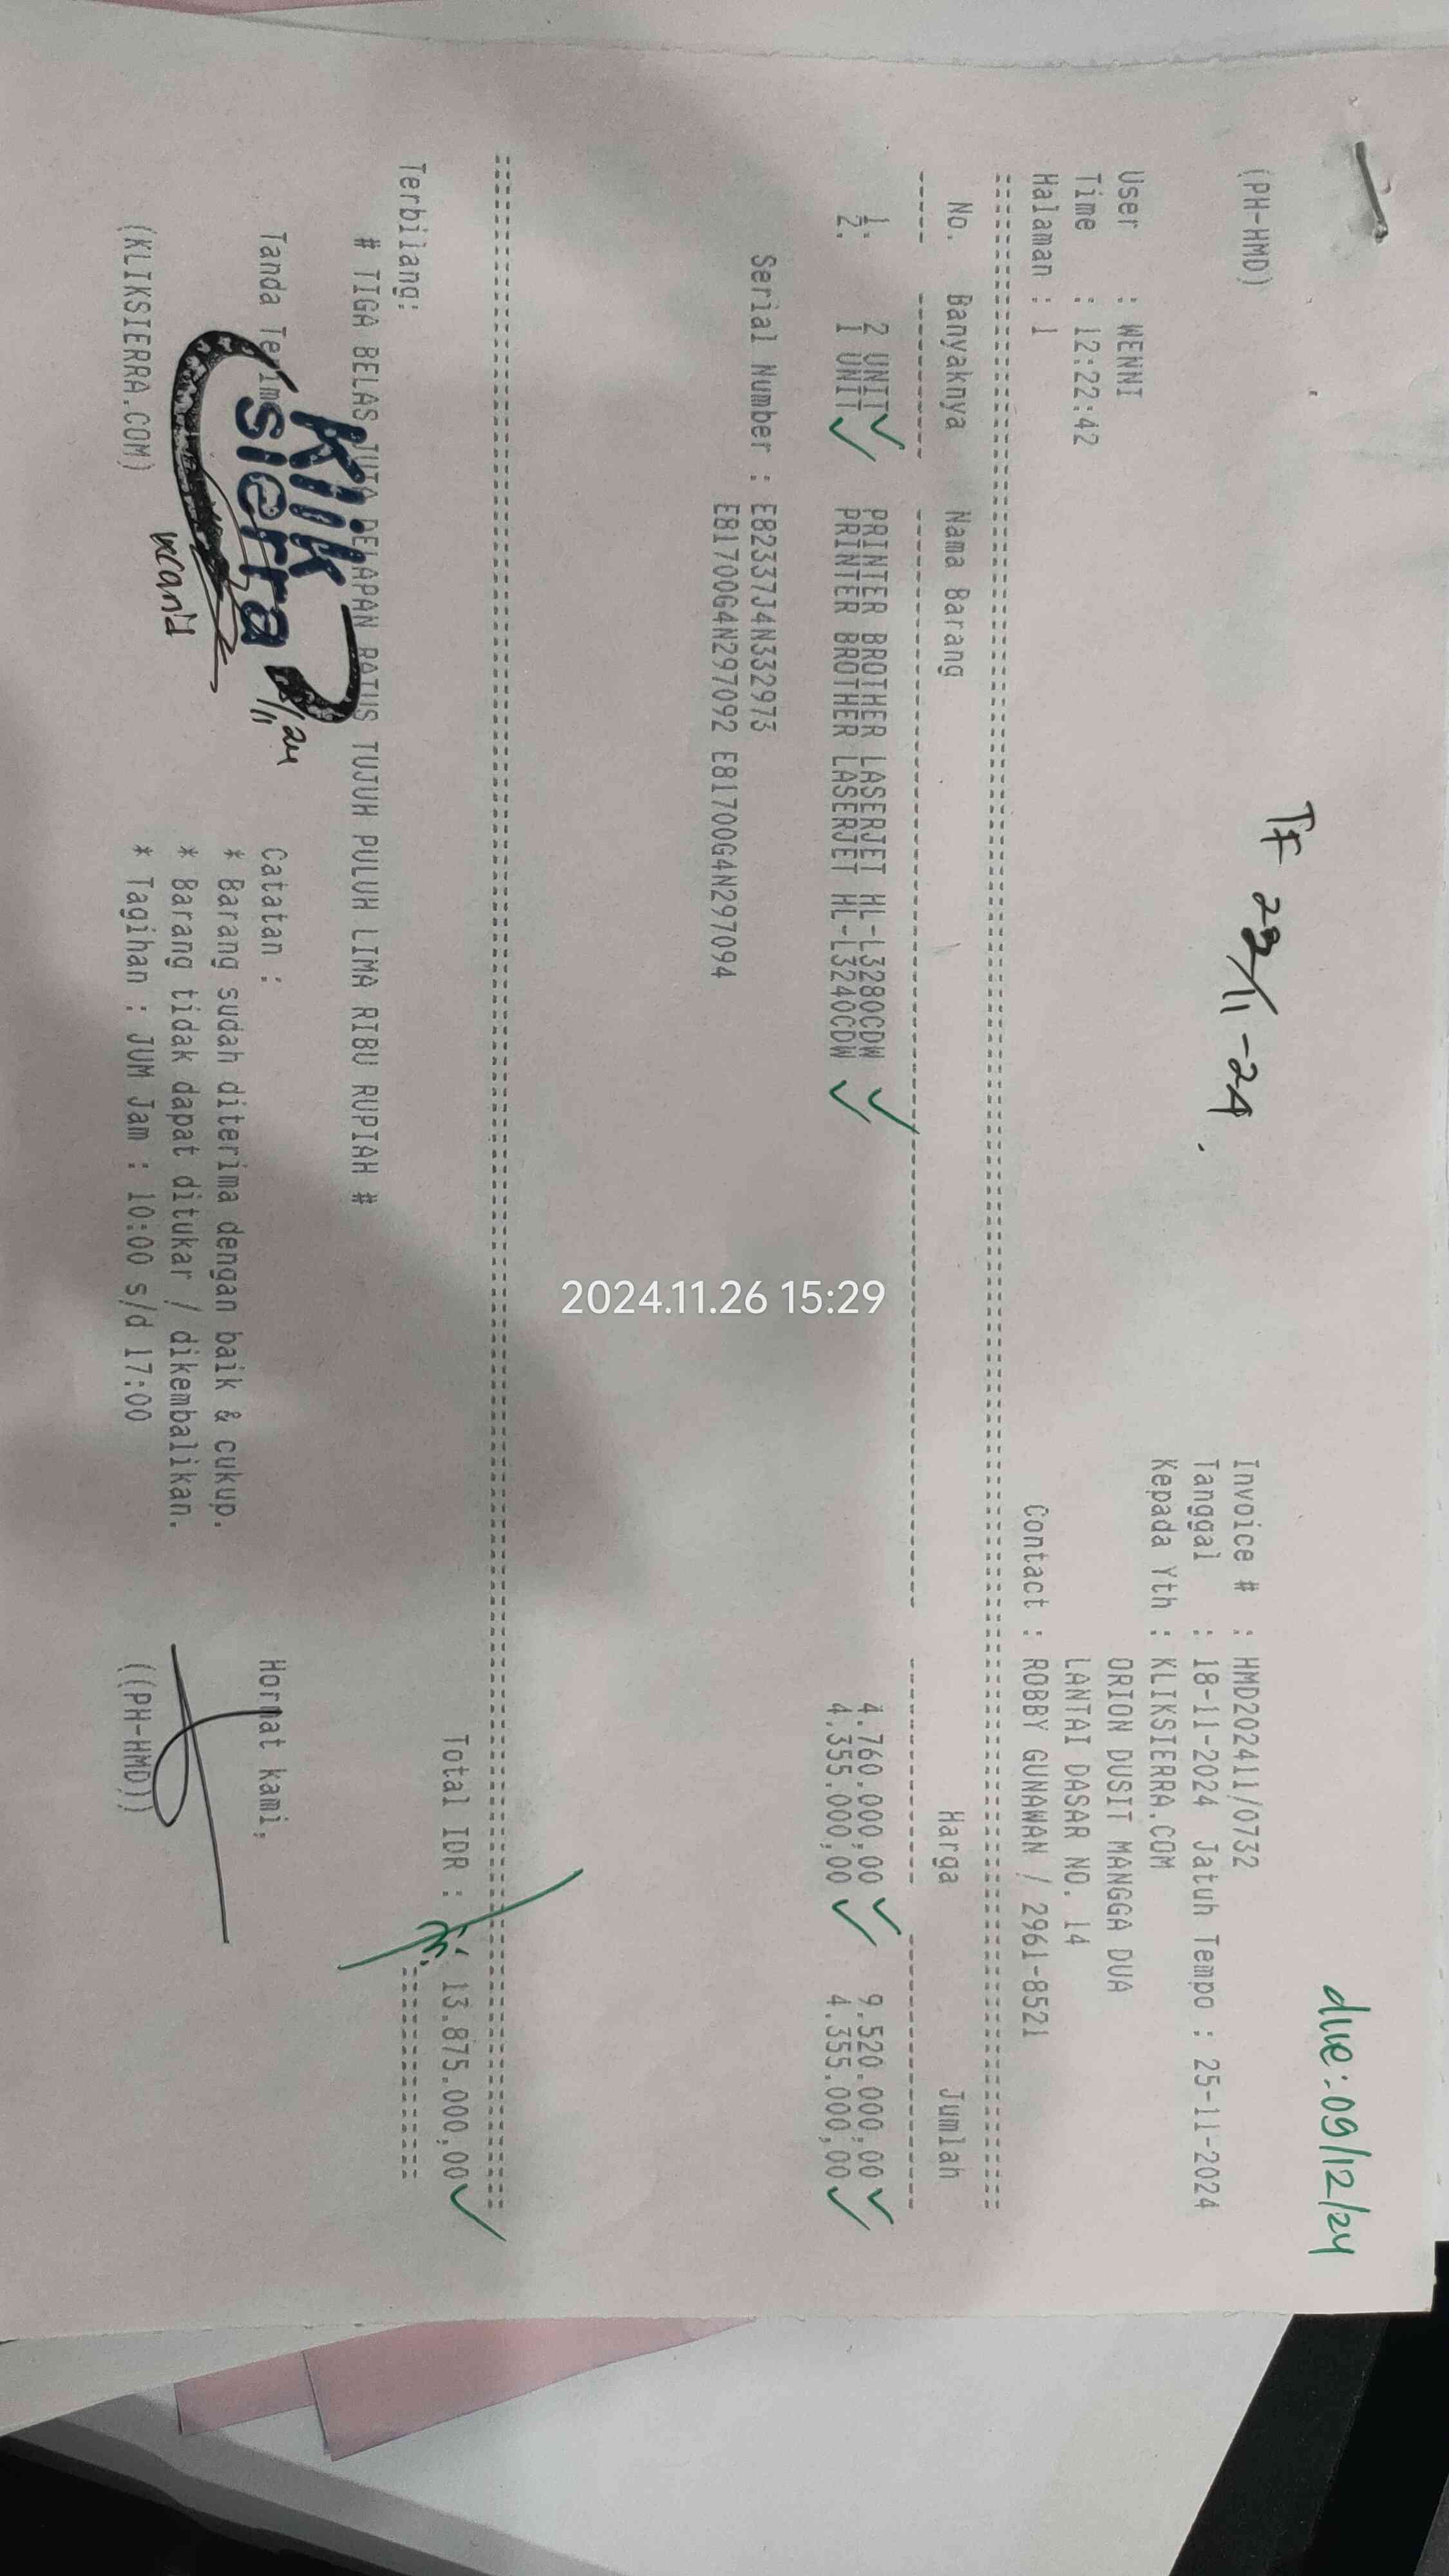 due: 09/12/24
TF 23/11-24.
(PH-HMD)
Invoice # : HMD202411/0732
Tanggal : 18-11-2024 Jatuh Tempo : 25-11-2024
Kepada Yth : KLIKSIERRA.COM
User : WENNI
ORION DUSIT MANGGA DUA
Time : 12:22:42
LANTAI DASAR NO. 14
Halaman : 1
Contact : ROBBY GUNAWAN / 2961-8521
No. Banyaknya Nama Barang Harga Jumlah
1. 2 UNIT PRINTER BROTHER LASERJET HL-L3280CDW 4.760.000,00 9.520.000,00
2. 1 UNIT PRINTER BROTHER LASERJET HL-L3240CDW 4.355.000,00 4.355.000,00
Serial Number : E82337J4N332973
E81700G4N297092 E81700G4N297094
Total IDR : 13.875.000,00
Terbilang:
# TIGA BELAS JUTA DELAPAN RATUS TUJUH PULUH LIMA RIBU RUPIAH #
Tanda Terima
Catatan :
Hormat kami,
klik
sierra
* Barang sudah diterima dengan baik & cukup.
* Barang tidak dapat ditukar / dikembalikan.
* Tagihan : JUM Jam : 10:00 s/d 17:00
(KLIKSIERRA.COM)
((PH-HMD))
2024.11.26 15:29